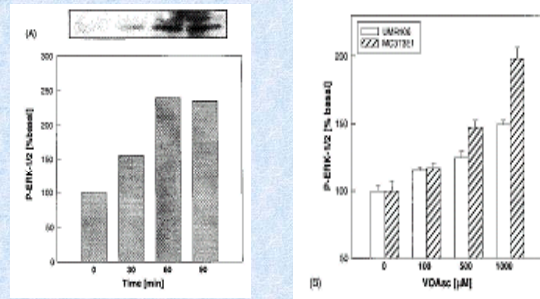 (A)
300
250
200
150
100
50
0
P-ERK-1/2 [%basal]
0 30 60 90
Time [min]
UMR106
MC3T3E1
200
150
100
50
P-ERK-1/2 [% basal]
0 100 500 1000
(B)
VOAsc [µM]